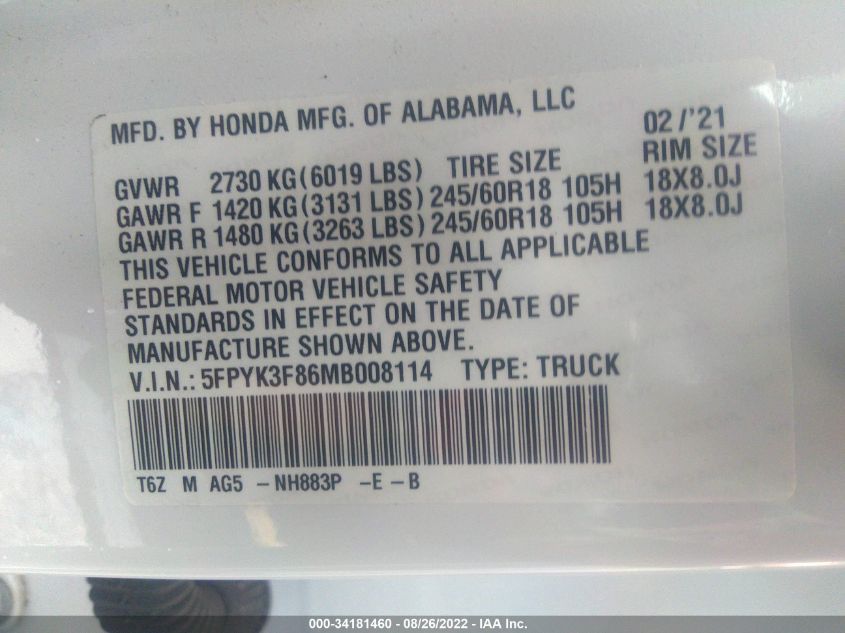 MFD. BY HONDA MFG. OF ALABAMA, LLC 02/'21
GVWR 2730 KG(6019 LBS) TIRE SIZE RIM SIZE
GAWR F 1420 KG(3131 LBS) 245/60R18 105H 18X8.0J
GAWR R 1480 KG(3263 LBS) 245/60R18 105H 18X8.0J
THIS VEHICLE CONFORMS TO ALL APPLICABLE
FEDERAL MOTOR VEHICLE SAFETY
STANDARDS IN EFFECT ON THE DATE OF
MANUFACTURE SHOWN ABOVE.
V.I.N.: 5FPYK3F86MB008114 TYPE: TRUCK
T6Z M AG5 -NH883P -E -B
000-34181460 - 08/26/2022 - IAA Inc.